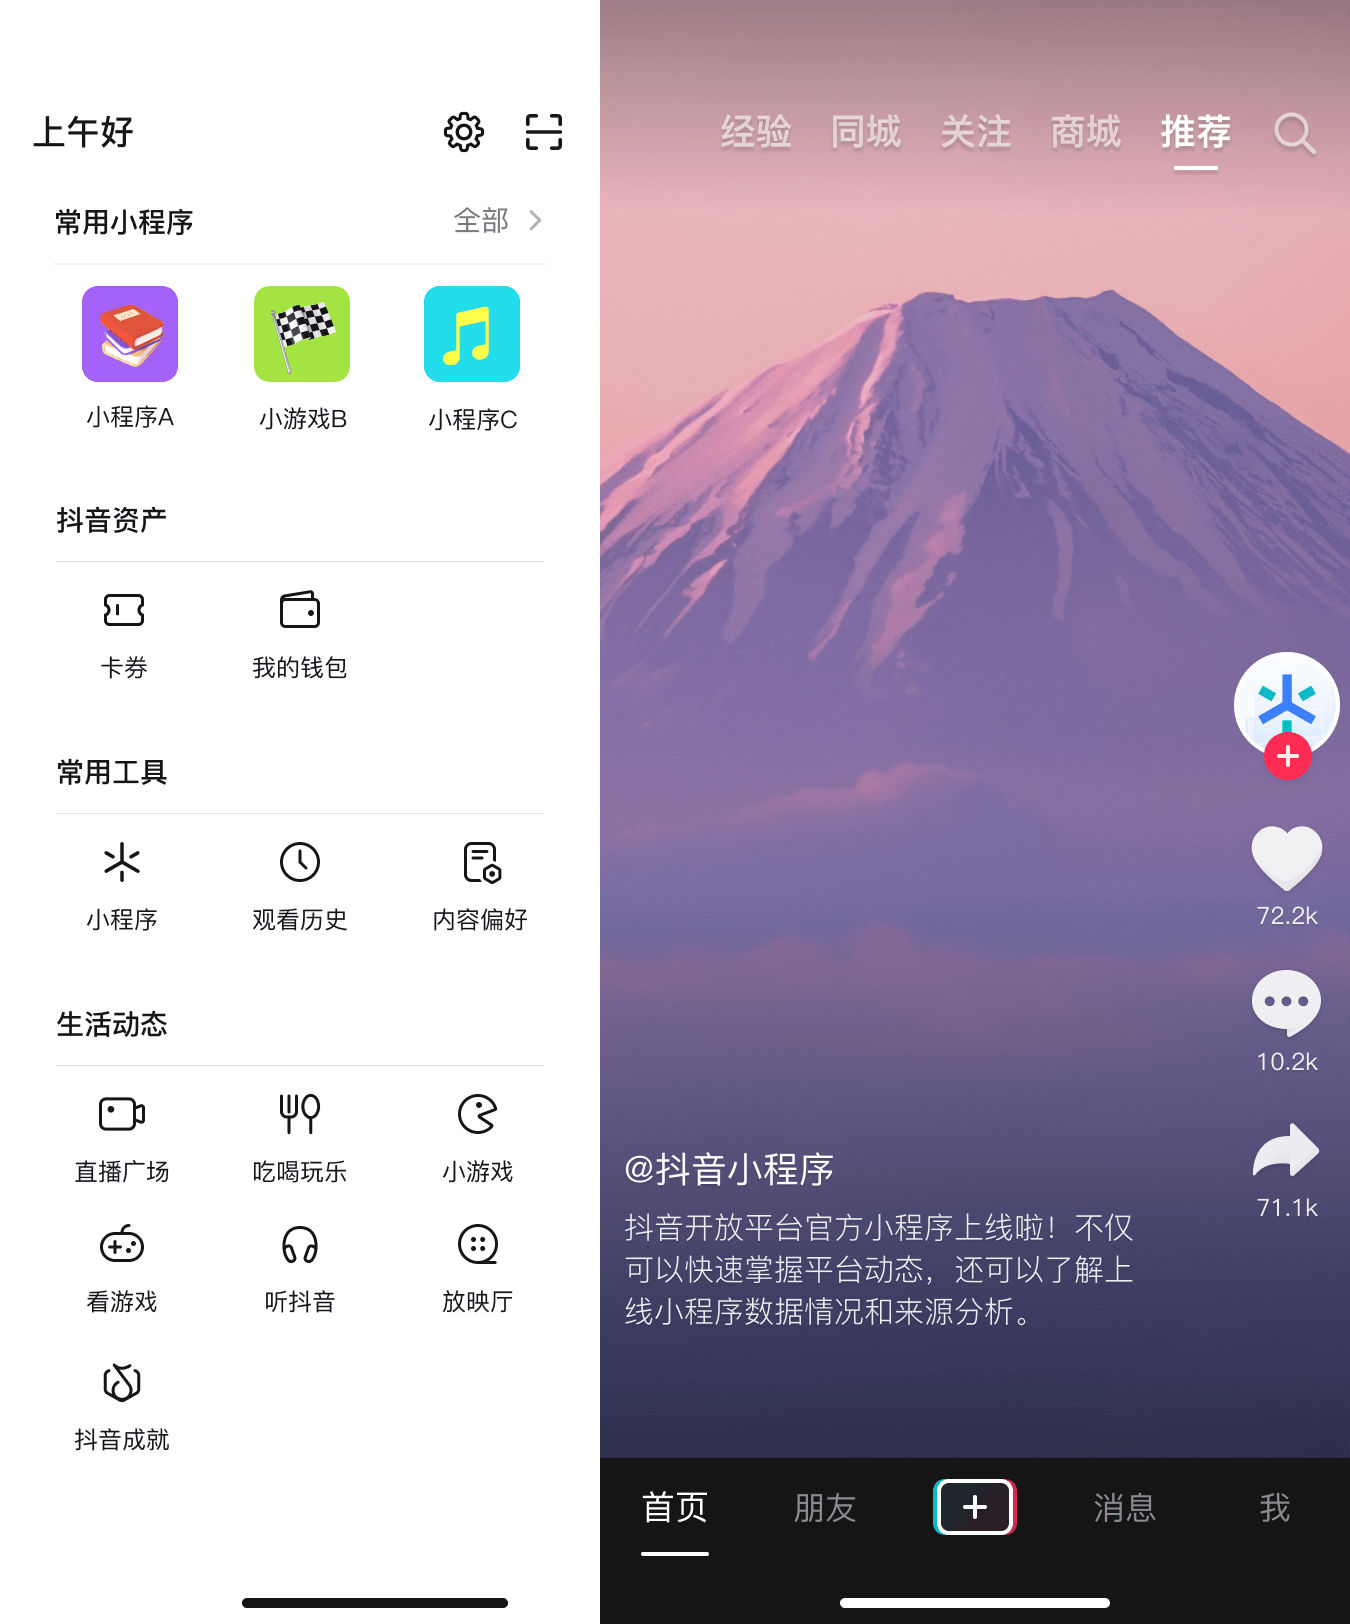 上午好
常用小程序
全部
小程序A
小游戏B
小程序C
抖音资产
卡券
我的钱包
常用工具
小程序
观看历史
内容偏好
生活动态
直播广场
吃喝玩乐
小游戏
看游戏
听抖音
放映厅
抖音成就
经验
同城
关注
商城
推荐
72.2k
10.2k
71.1k
@抖音小程序
抖音开放平台官方小程序上线啦！不仅
可以快速掌握平台动态，还可以了解上
线小程序数据情况和来源分析。
首页
朋友
消息
我